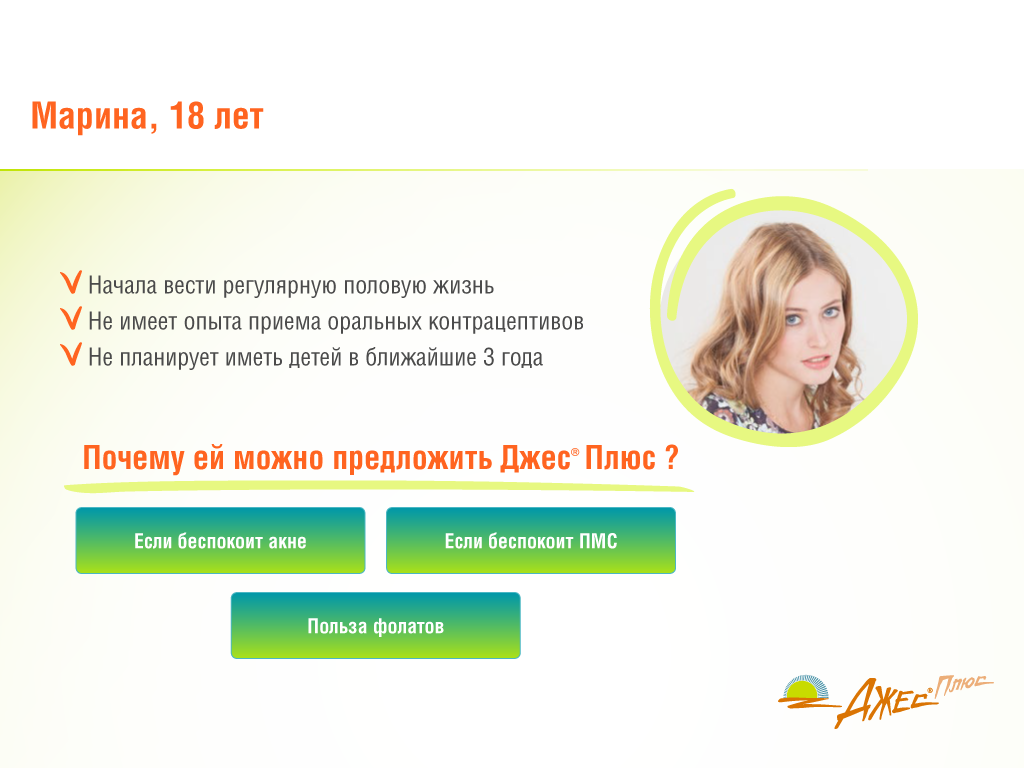 Марина, 18 лет
Начала вести регулярную половую жизнь
Не имеет опыта приема оральных контрацептивов
Не планирует иметь детей в ближайшие 3 года
Почему ей можно предложить Джес® Плюс ?
Если беспокоит акне
Если беспокоит ПМС
Польза фолатов
Джес® Плюс